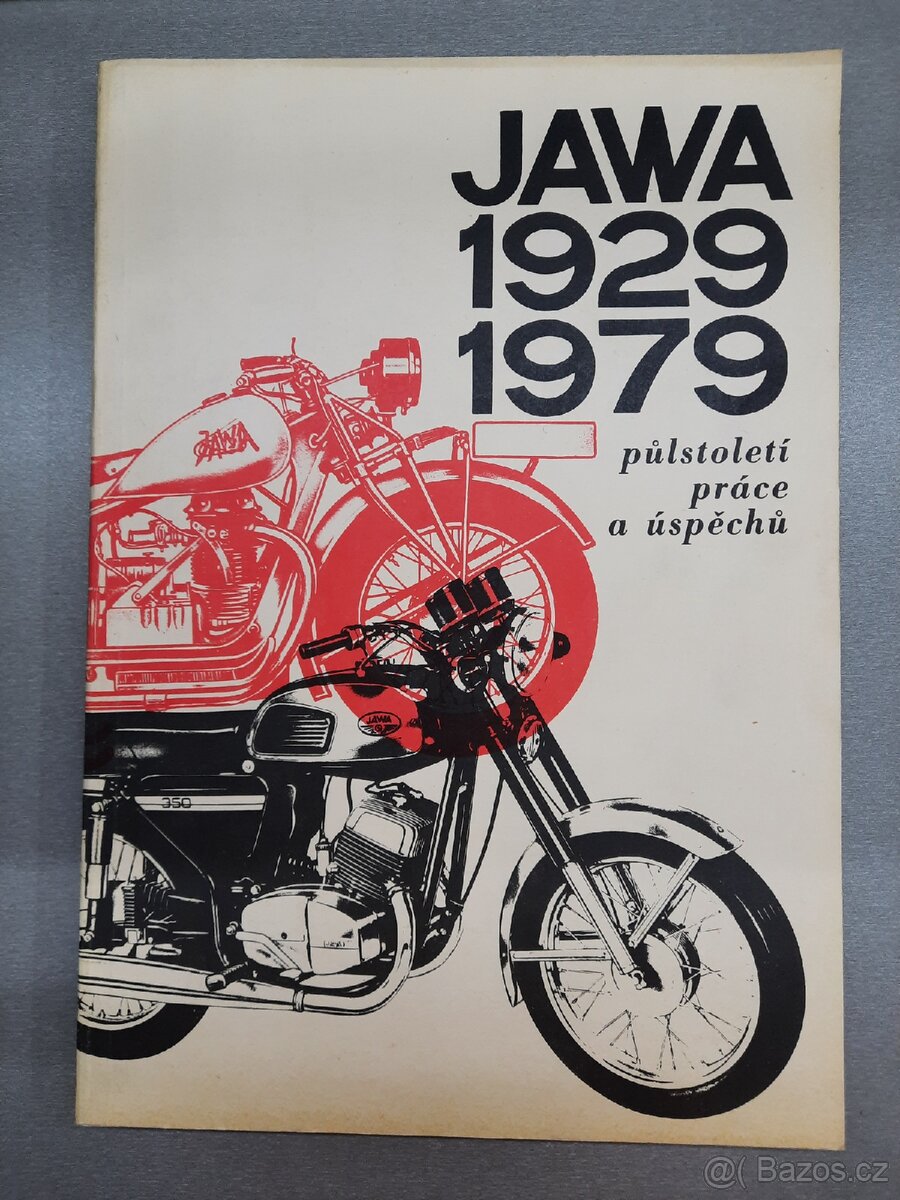 JAWA
1929
1979
půlstoletí
práce
a úspěchů
JAWA
JAWA
350
@( Bazos.cz